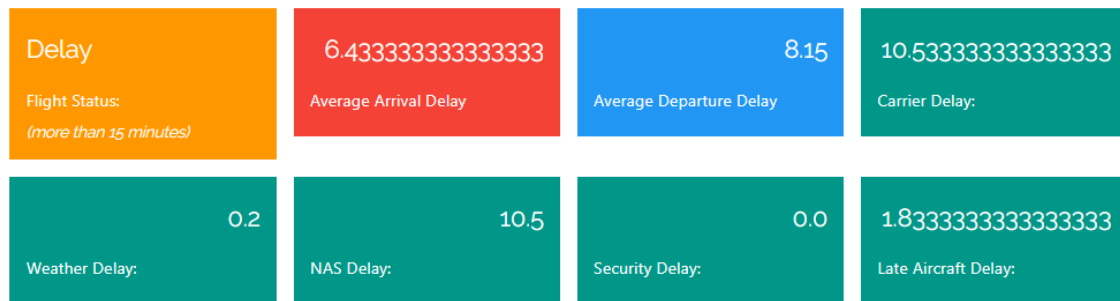 Delay
Flight Status:
(more than 15 minutes)
6.433333333333333
Average Arrival Delay
8.15
Average Departure Delay
10.533333333333333
Carrier Delay:
0.2
Weather Delay:
10.5
NAS Delay:
0.0
Security Delay:
1.8333333333333333
Late Aircraft Delay: